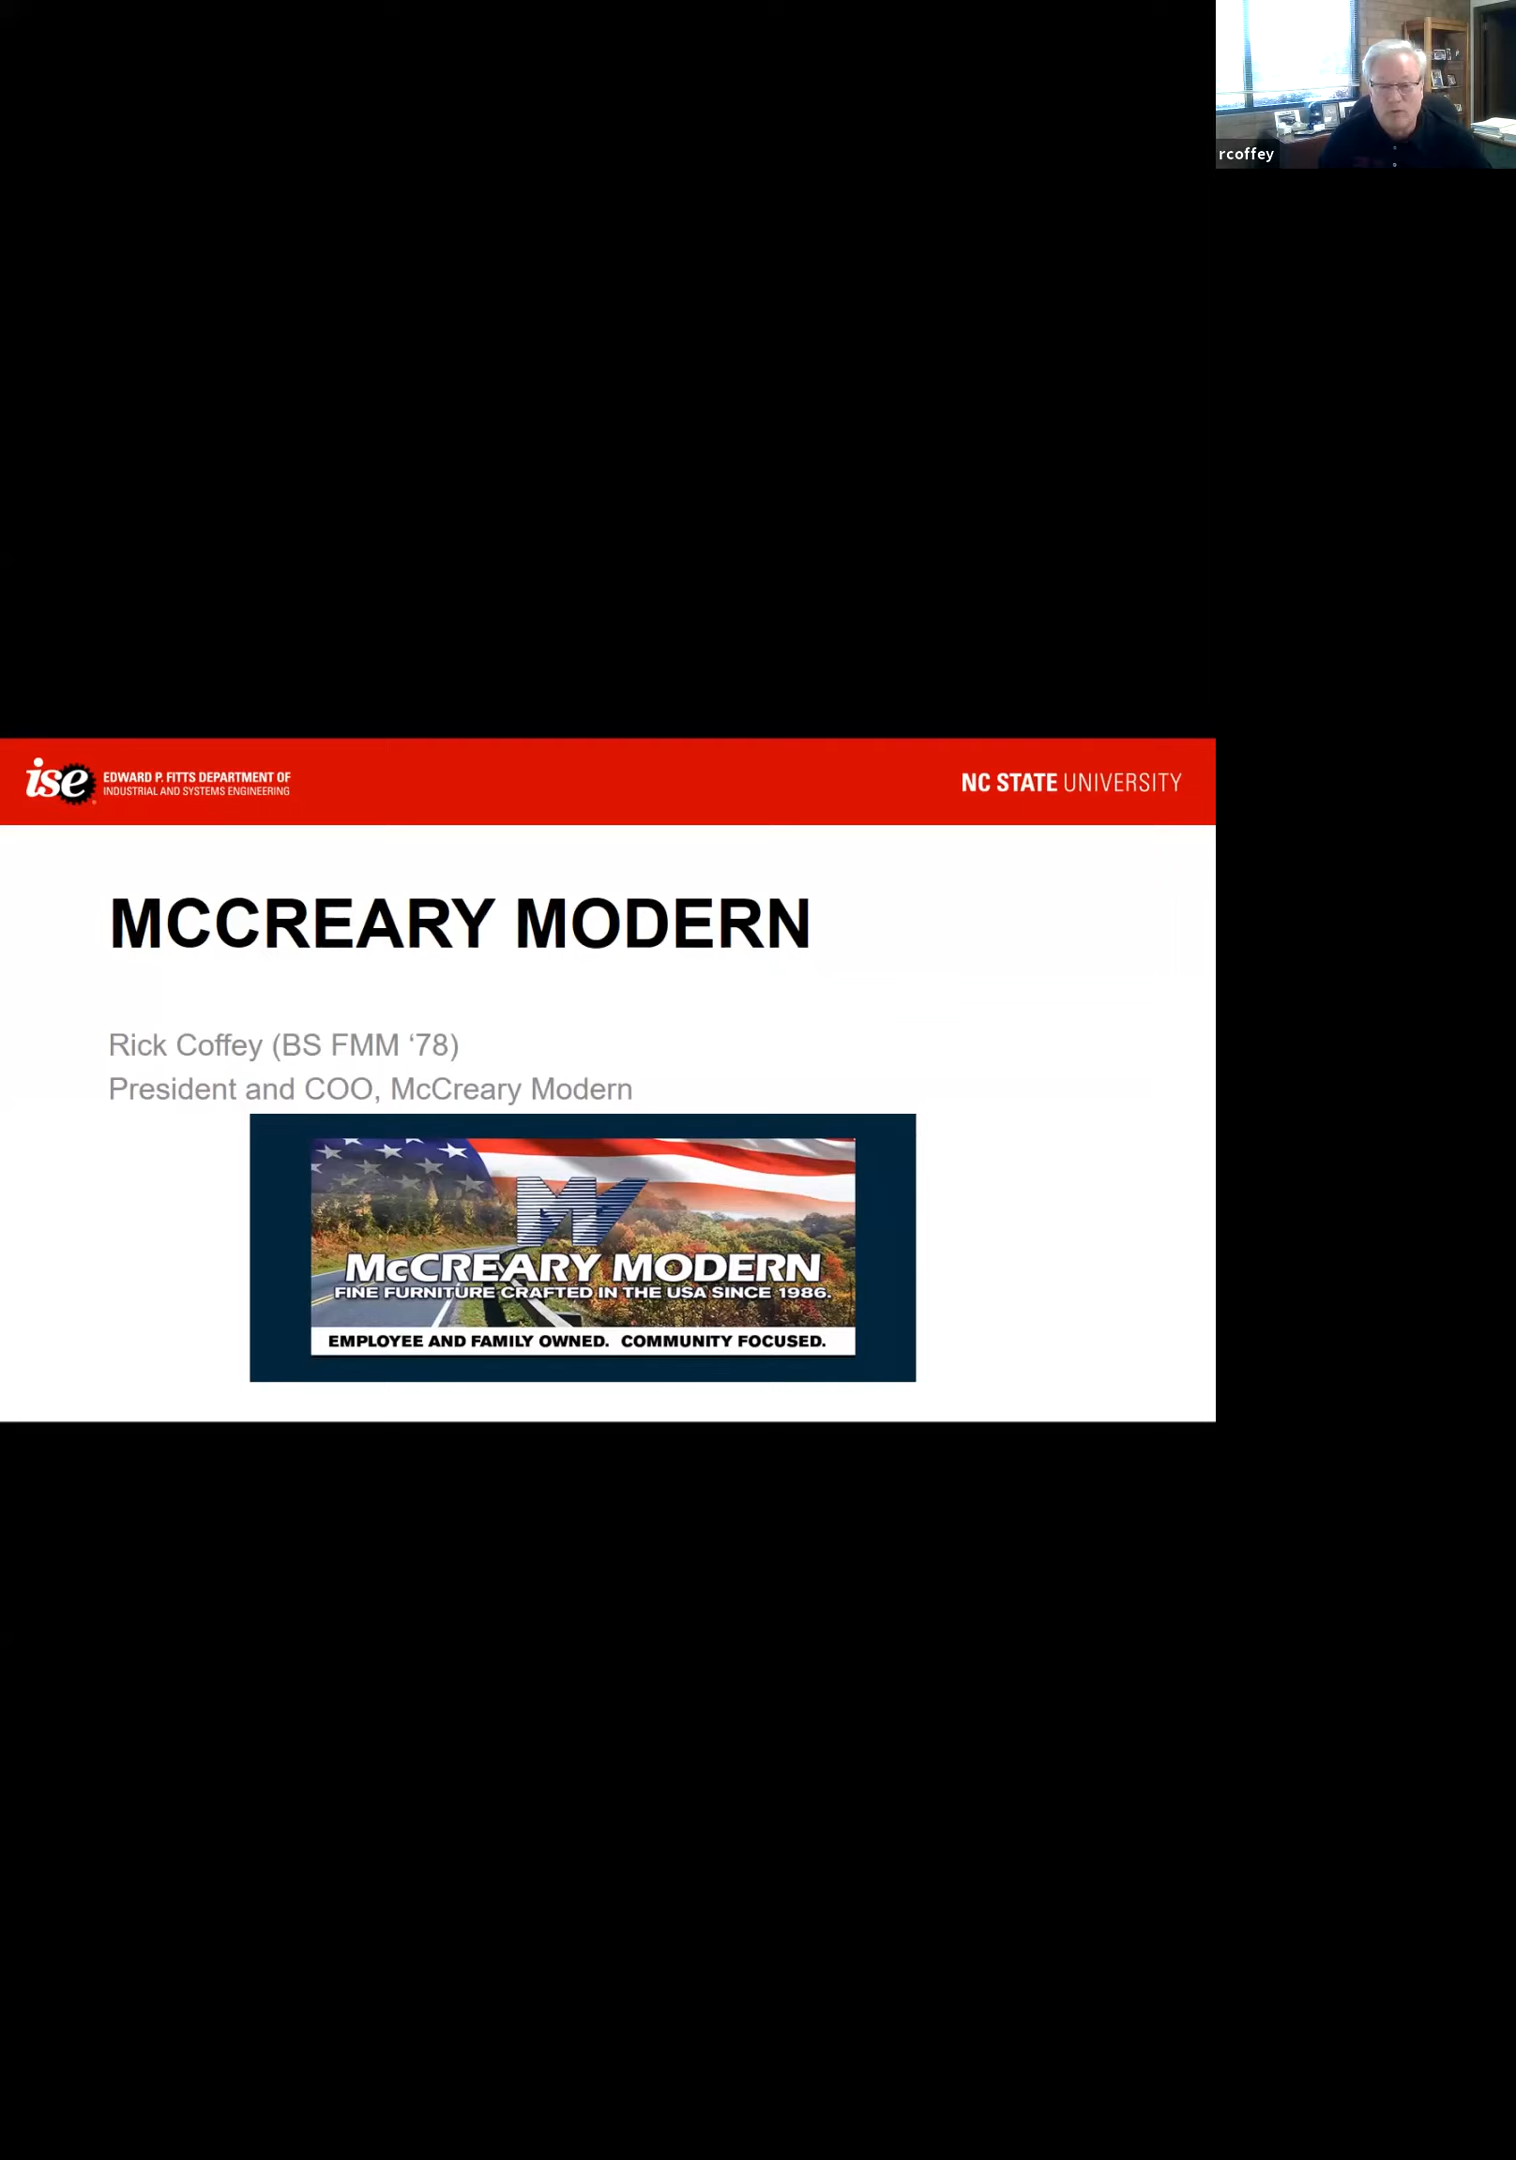 rcoffey
ise
EDWARD P. FITTS DEPARTMENT OF
INDUSTRIAL AND SYSTEMS ENGINEERING
NC STATE UNIVERSITY
MCCREARY MODERN
Rick Coffey (BS FMM ‘78)
President and COO, McCreary Modern
McCREARY MODERN
FINE FURNITURE CRAFTED IN THE USA SINCE 1986.
EMPLOYEE AND FAMILY OWNED. COMMUNITY FOCUSED.